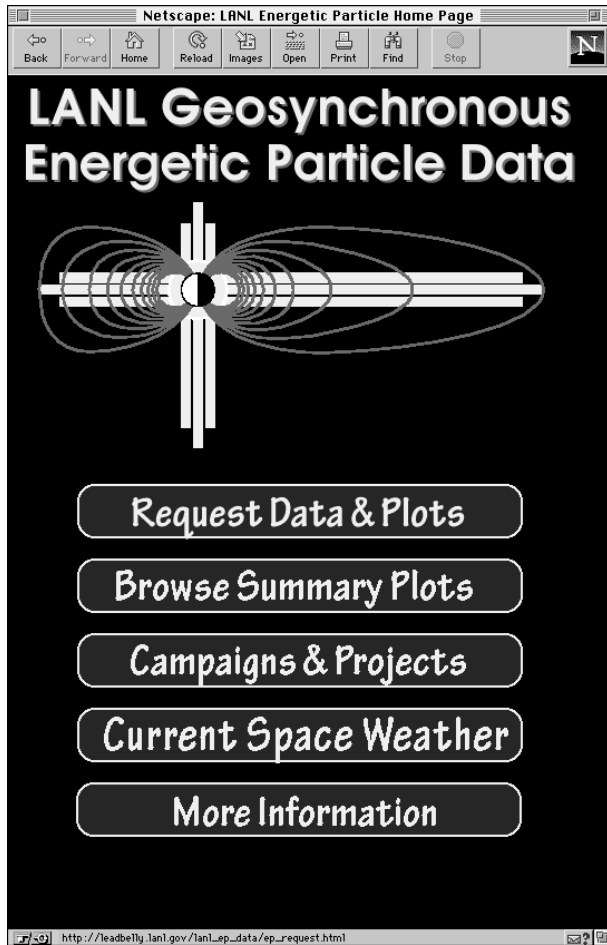 Netscape: LANL Energetic Particle Home Page
Back Forward Home Reload Images Open Print Find Stop
N
LANL Geosynchronous
Energetic Particle Data
Request Data & Plots
Browse Summary Plots
Campaigns & Projects
Current Space Weather
More Information
http://leadbelly.lanl.gov/lanl_ep_data/ep_request.html
?